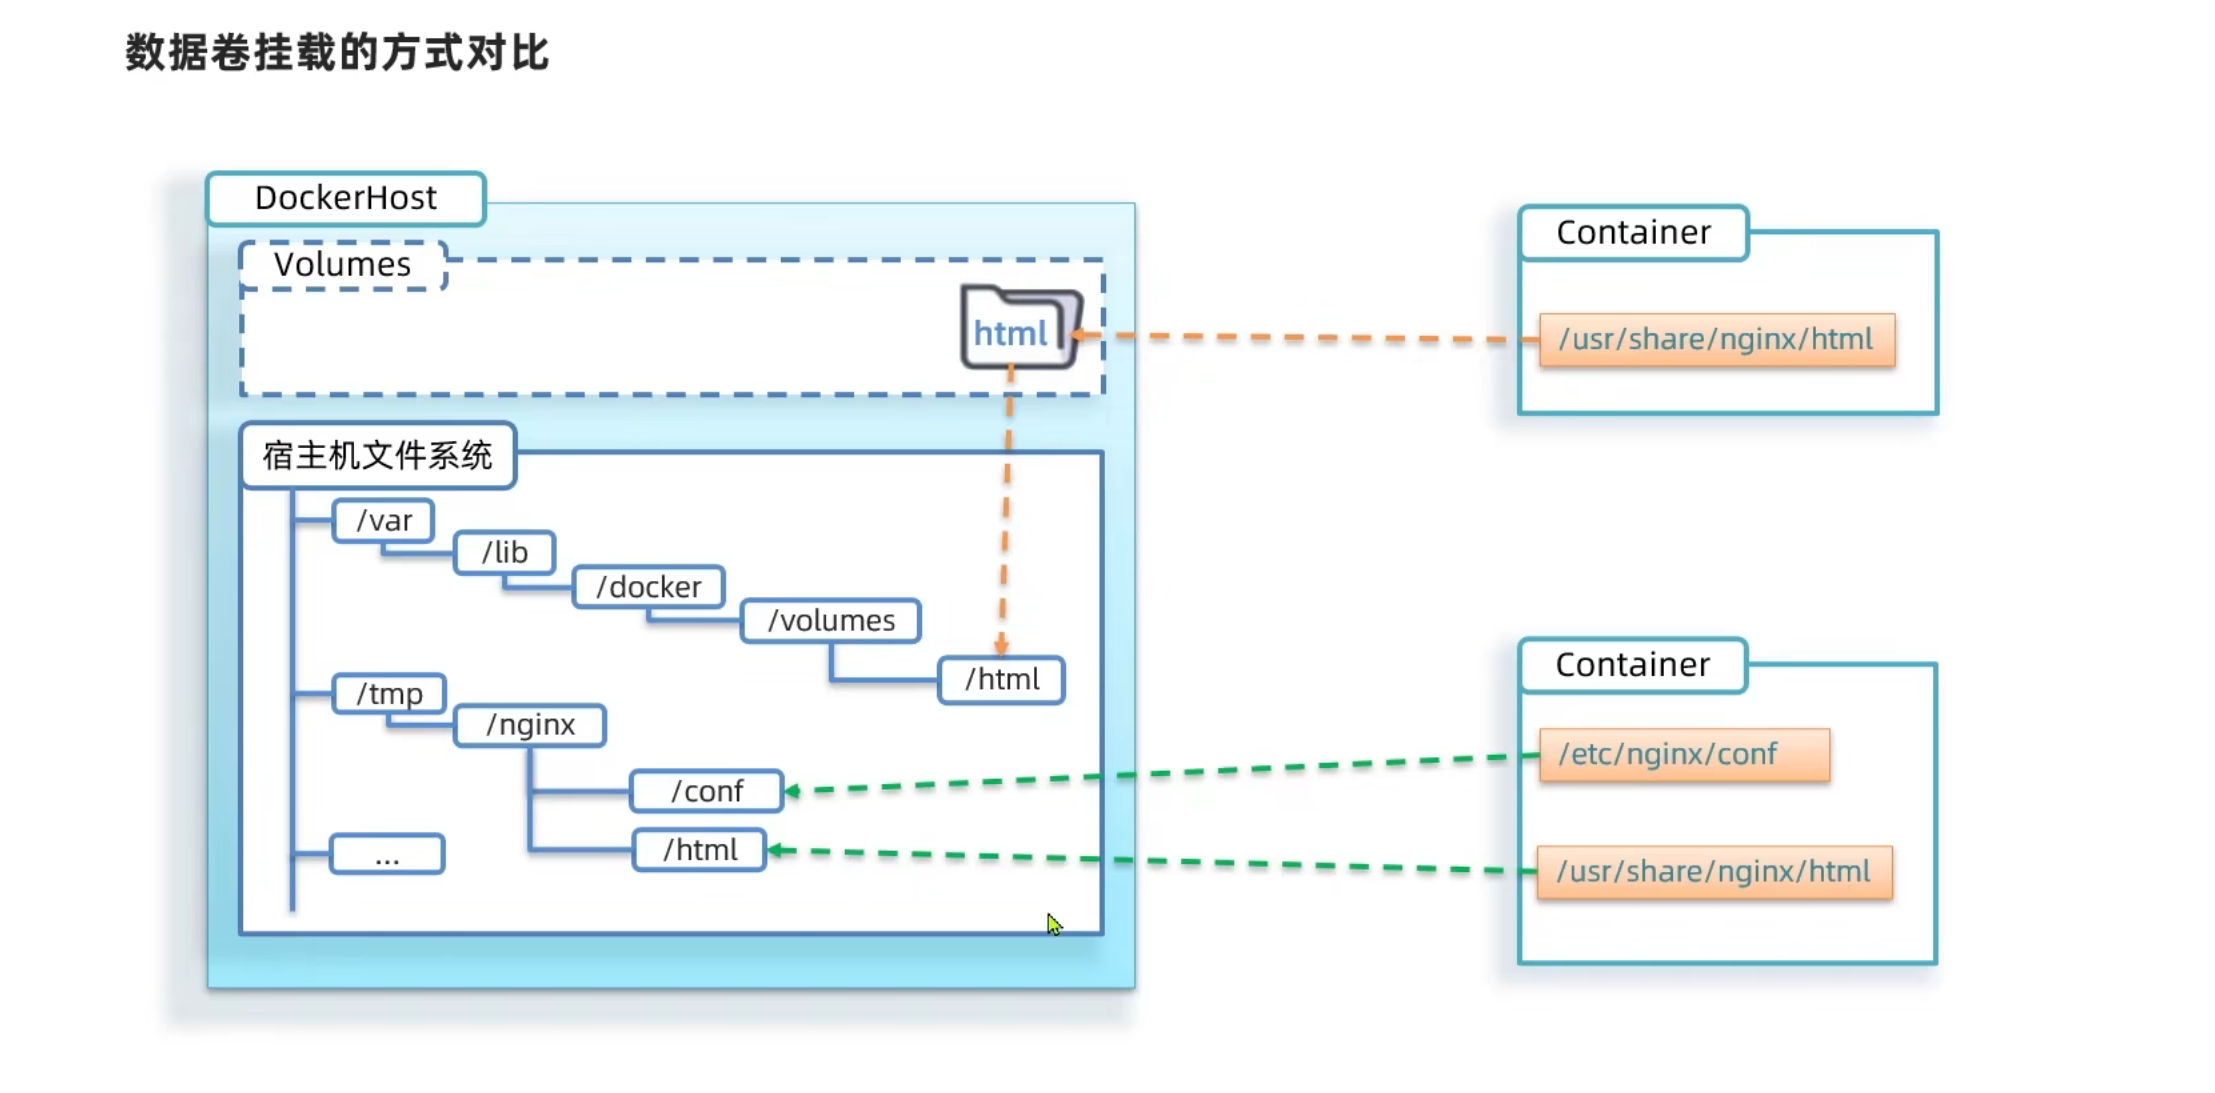 数据卷挂载的方式对比
DockerHost
Volumes
html
宿主机文件系统
/var
/lib
/docker
/volumes
/html
/tmp
/nginx
/conf
/html
...
Container
/usr/share/nginx/html
Container
/etc/nginx/conf
/usr/share/nginx/html